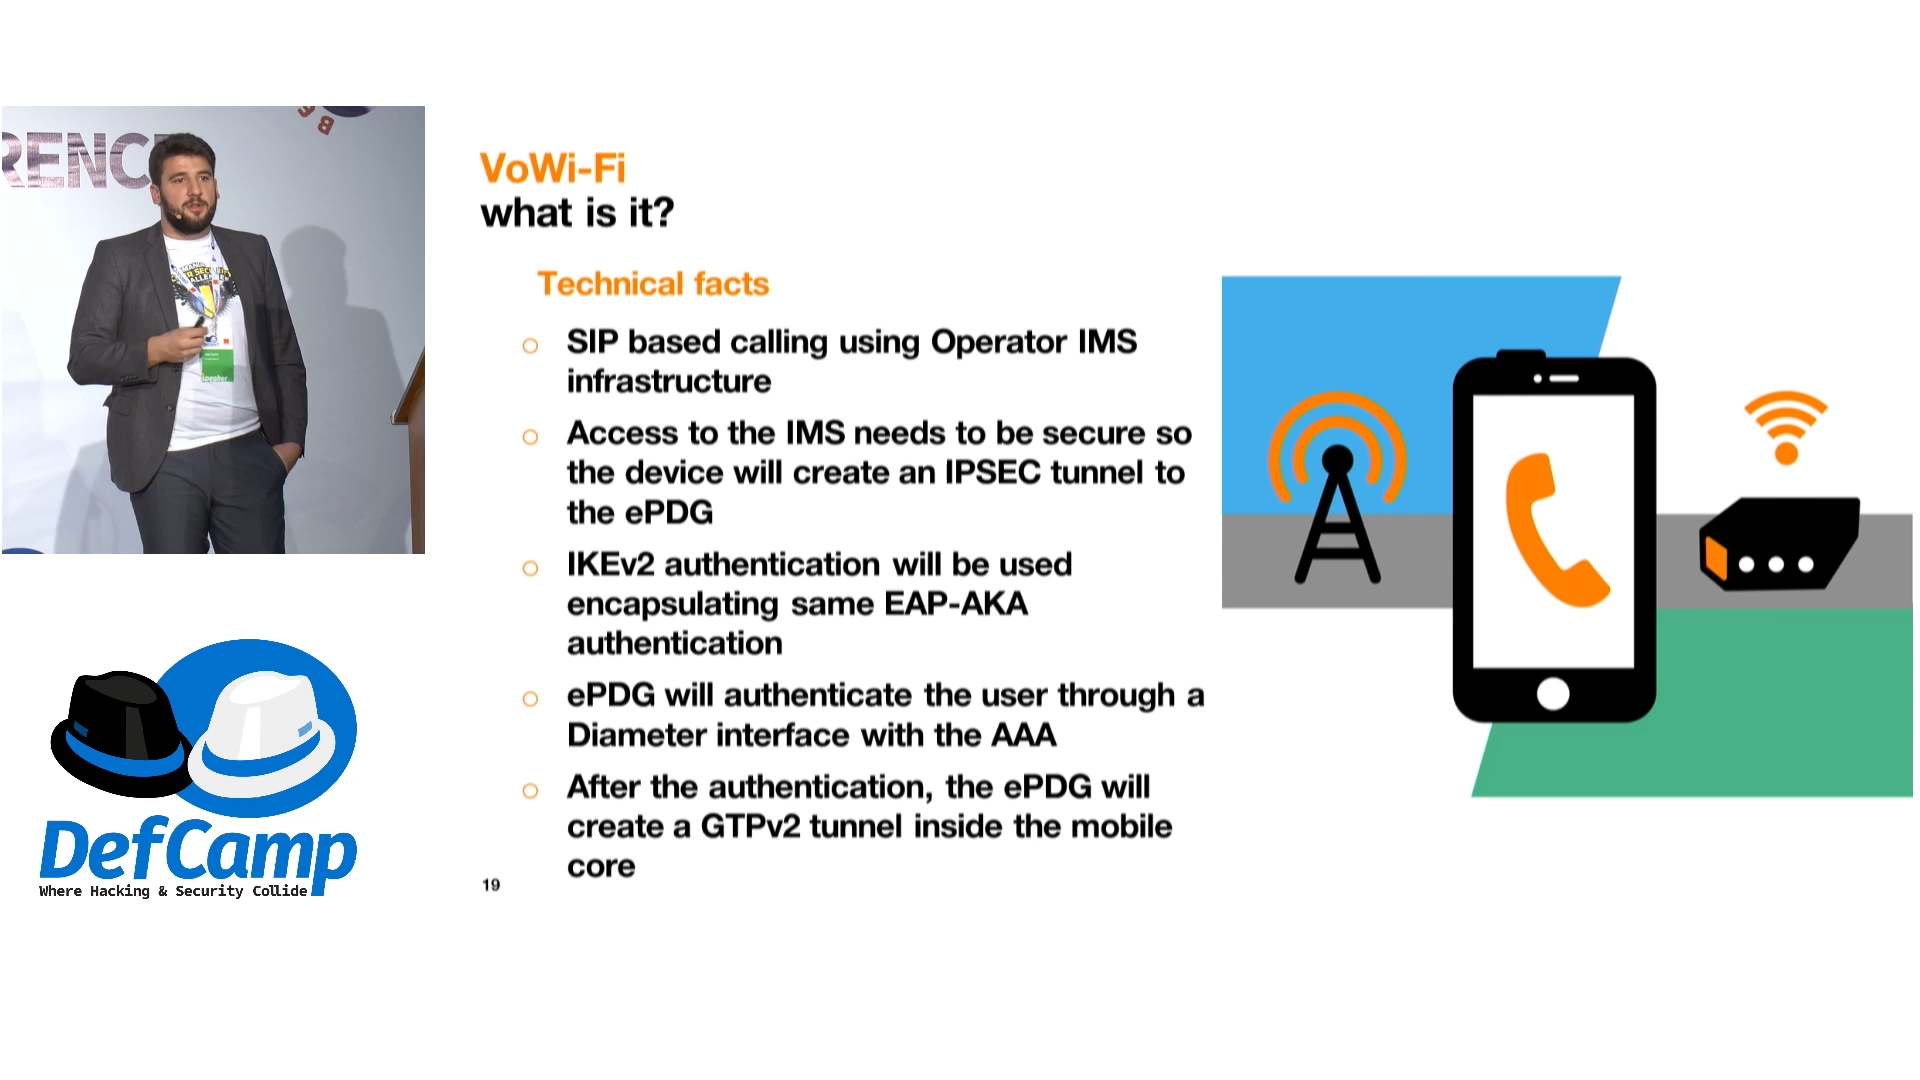 RENC
VoWi-Fi
what is it?
Technical facts
SIP based calling using Operator IMS
infrastructure
Access to the IMS needs to be secure so
the device will create an IPSEC tunnel to
the ePDG
IKEv2 authentication will be used
encapsulating same EAP-AKA
authentication
ePDG will authenticate the user through a
Diameter interface with the AAA
After the authentication, the ePDG will
create a GTPv2 tunnel inside the mobile
core
19
DefCamp
Where Hacking & Security Collide